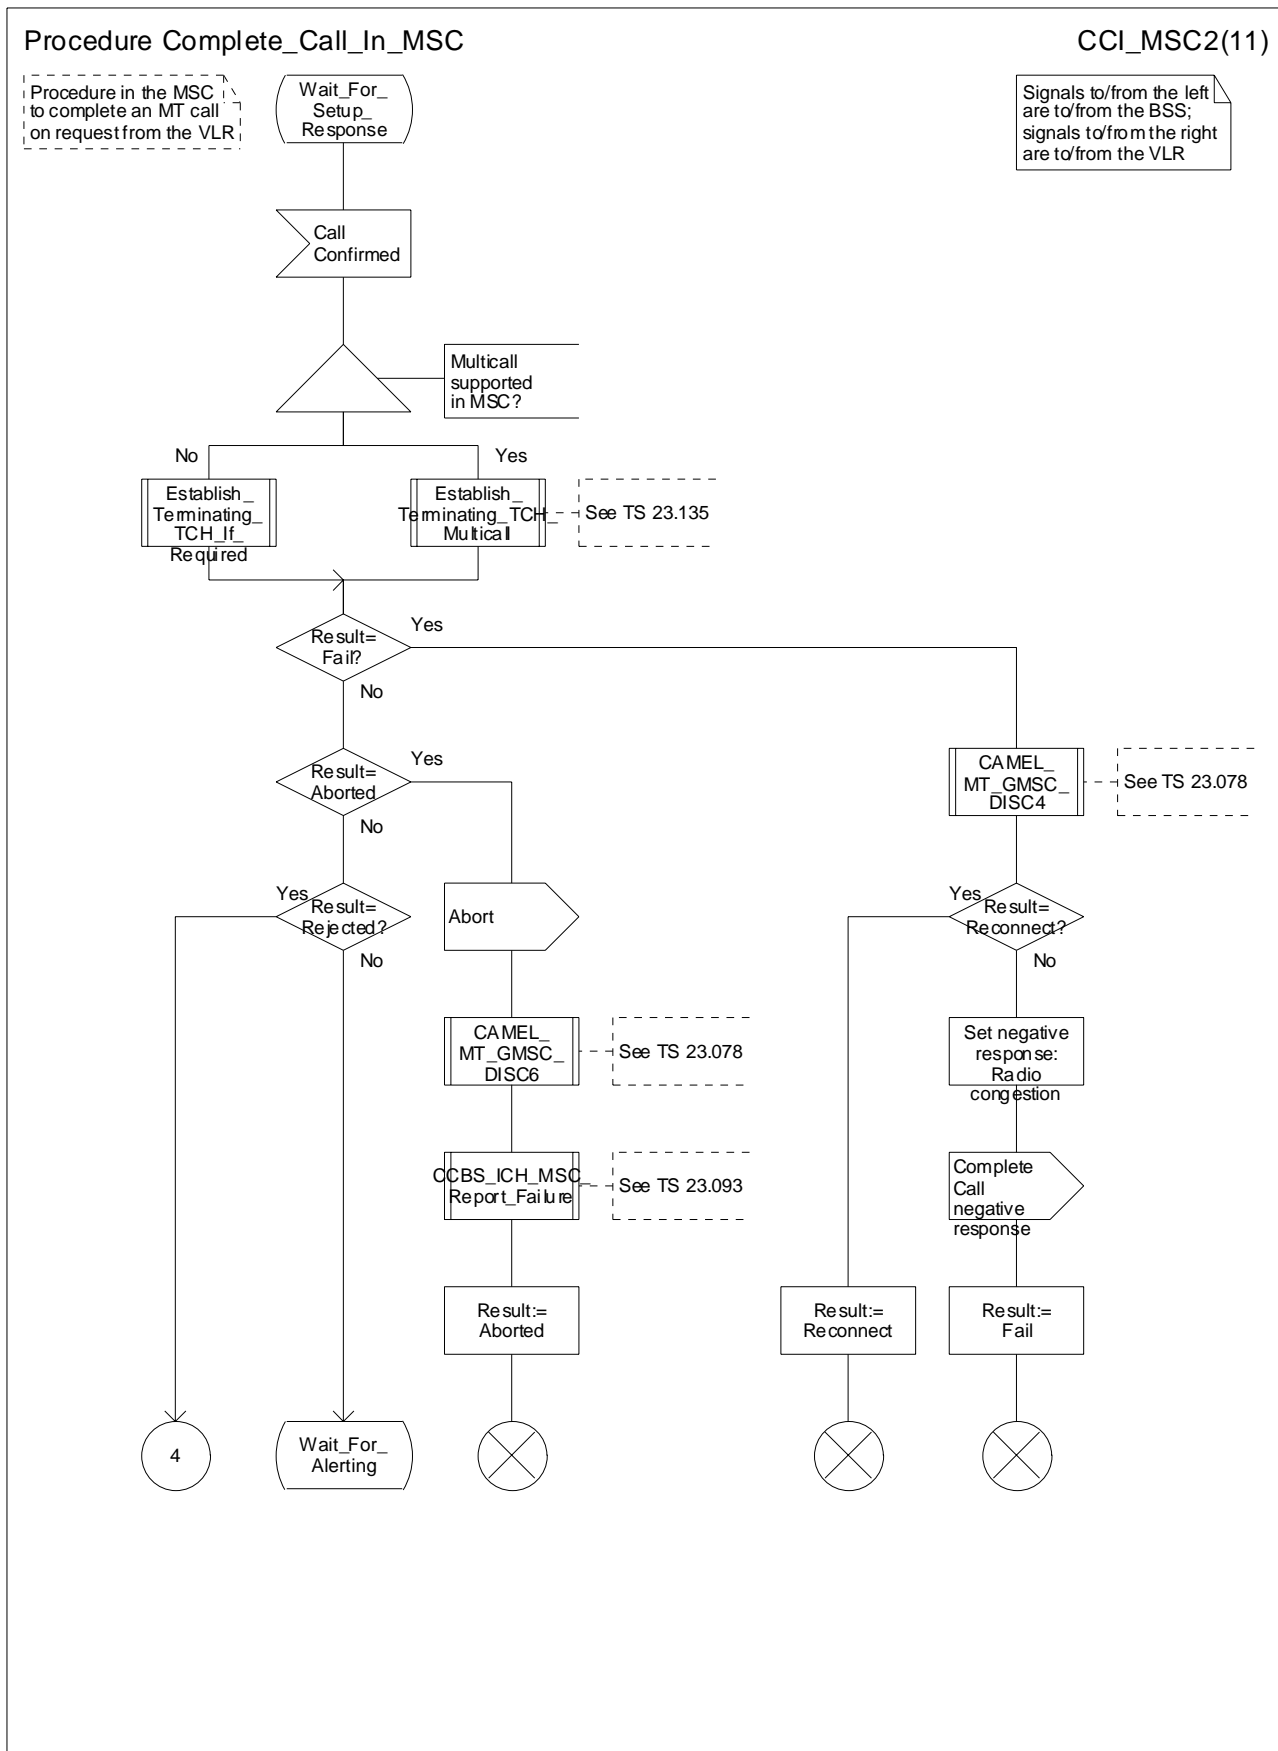 Procedure Complete_Call_In_MSC
CCI_MSC2(11)
Procedure in the MSC
to complete an MT call
on request from the VLR
Wait_For_
Setup_
Response
Signals to/from the left
are to/from the BSS;
signals to/from the right
are to/from the VLR
Call
Confirmed
Multicall
supported
in MSC?
No
Yes
Establish_
Terminating_
TCH_If_
Required
Establish_
Terminating_TCH_
Multicall
See TS 23.135
Result=
Fail?
Yes
No
Result=
Aborted
Yes
No
CAMEL_
MT_GMSC_
DISC4
See TS 23.078
Yes
Result=
Rejected?
No
Abort
Yes
Result=
Reconnect?
No
CAMEL_
MT_GMSC_
DISC6
See TS 23.078
Set negative
response:
Radio
congestion
CCBS_ICH_MSC_
Report_Failure
See TS 23.093
Complete
Call
negative
response
Result:=
Aborted
Result:=
Reconnect
Result:=
Fail
4
Wait_For_
Alerting